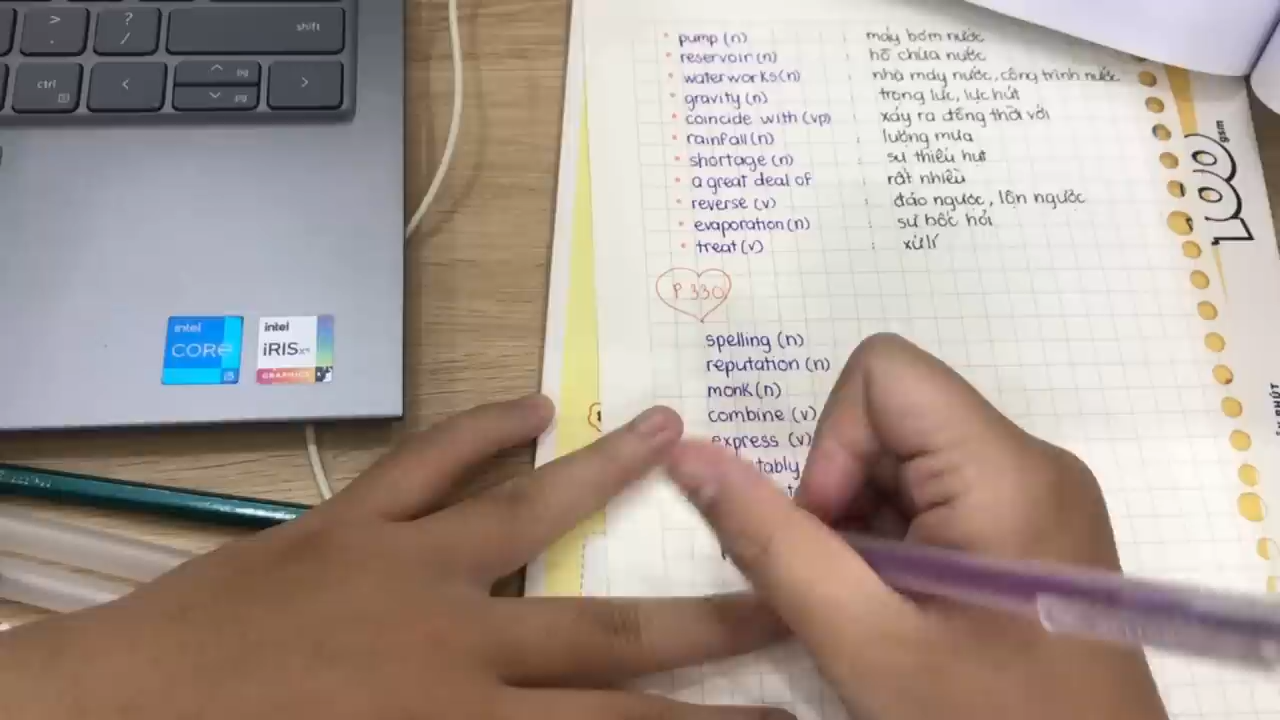 shift
ctrl
pump (n) : máy bơm nước
reservoir (n) : hồ chứa nước
waterworks (n) : nhà máy nước, công trình nước
gravity (n) : trọng lực, lực hút
coincide with (vp) : xảy ra đồng thời với
rainfall (n) : lượng mưa
shortage (n) : sự thiếu hụt
a great deal of : rất nhiều
reverse (v) : đảo ngược, lộn ngược
evaporation (n) : sự bốc hơi
treat (v) : xử lí
P 330
spelling (n)
reputation (n)
monk (n)
combine (v)
express (v)
tably
intel
CORE
i5
intel
iRIS xe
GRAPHICS
gsm